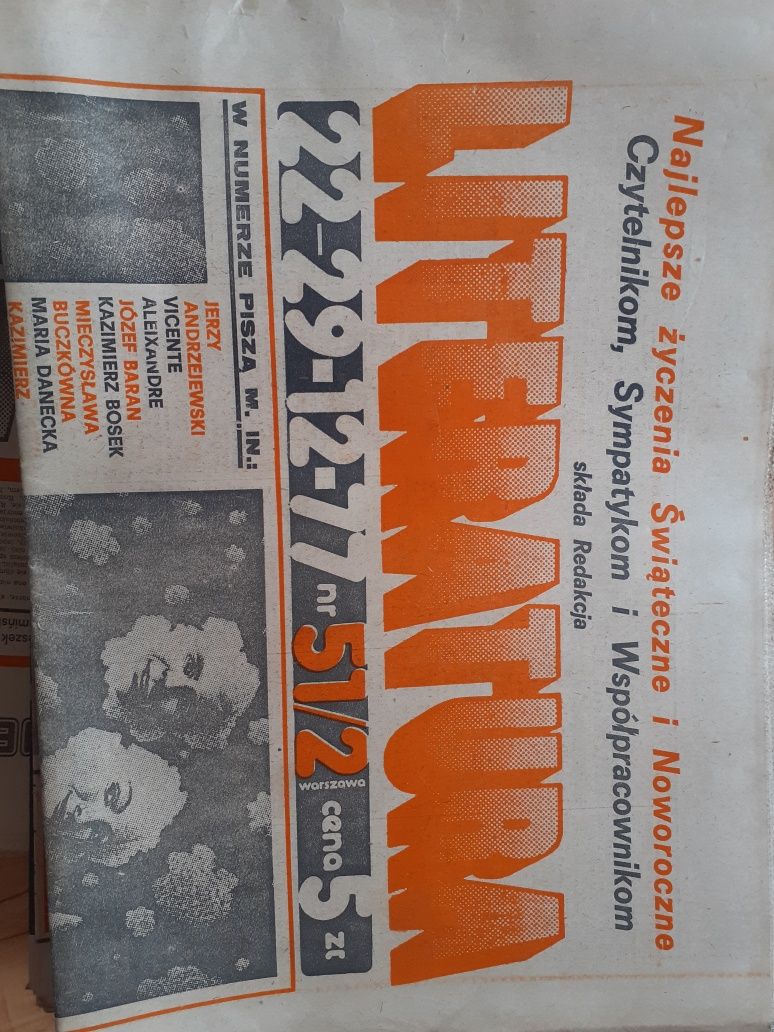 Najlepsze życzenia Świąteczne i Noworoczne
Czytelnikom, Sympatykom i Współpracownikom
składa Redakcja
LITERATURA
22-29-12-77 nr 51/2 warszawa cena 5 zł
W NUMERZE PISZĄ M. IN.:
JERZY
ANDRZEJEWSKI
VICENTE
ALEIXANDRE
JÓZEF BARAN
KAZIMIERZ BOSEK
MIECZYSŁAWA
BUCZKÓWNA
MARIA DANECKA
KAZIMIERZ